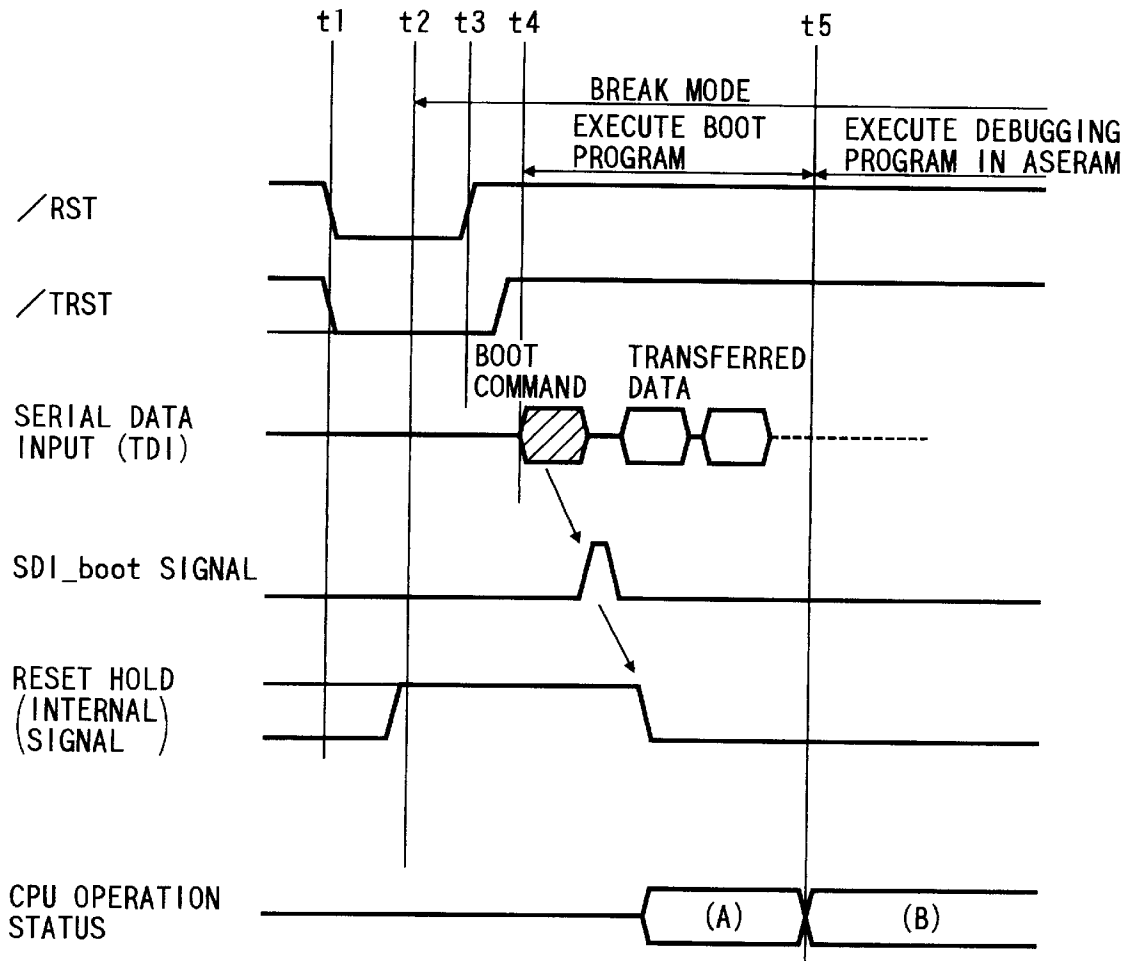 t1 t2 t3 t4 t5
BREAK MODE
EXECUTE BOOT
PROGRAM
EXECUTE DEBUGGING
PROGRAM IN ASERAM
/RST
/TRST
BOOT
COMMAND
TRANSFERRED
DATA
SERIAL DATA
INPUT (TDI)
SDI_boot SIGNAL
RESET HOLD
(INTERNAL)
(SIGNAL )
CPU OPERATION
STATUS
(A)
(B)